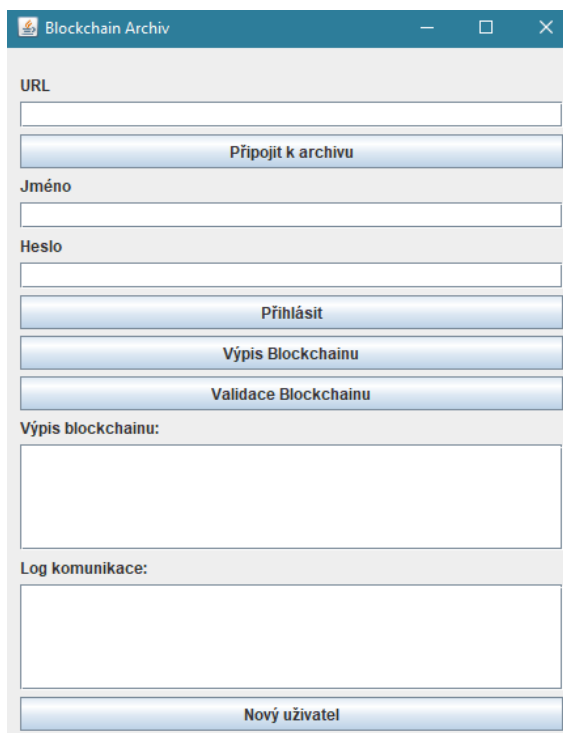 Blockchain Archiv
URL
Připojit k archivu
Jméno
Heslo
Přihlásit
Výpis Blockchainu
Validace Blockchainu
Výpis blockchainu:
Log komunikace:
Nový uživatel